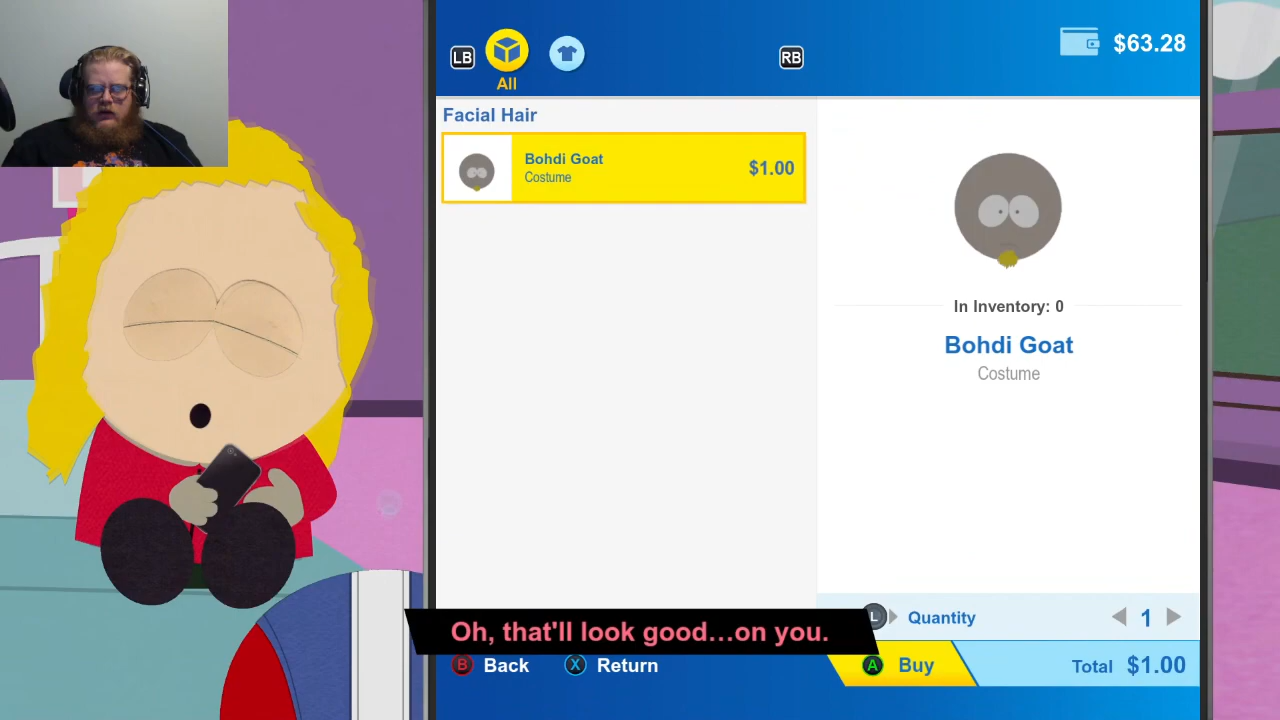 LB
RB
$63.28
All
Facial Hair
Bohdi Goat
Costume
$1.00
In Inventory: 0
Bohdi Goat
Costume
L Quantity
1
Oh, that'll look good...on you.
B Back
X Return
A Buy
Total $1.00